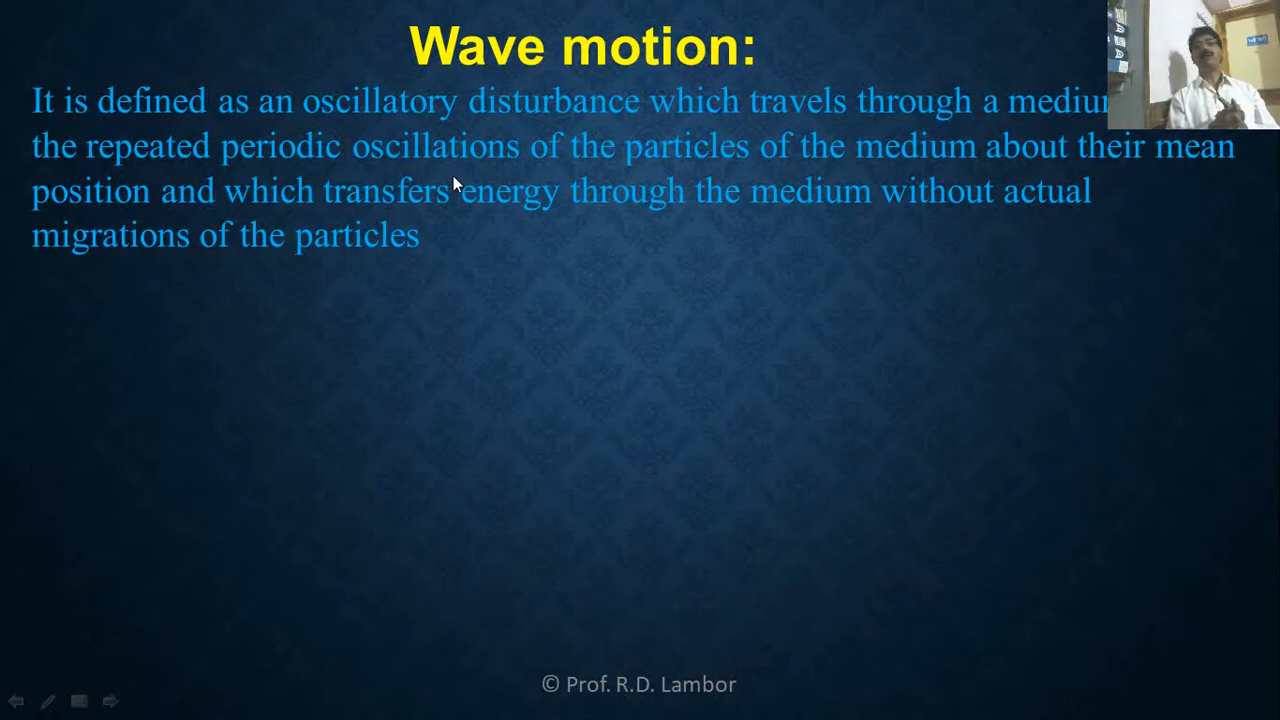 Wave motion:
It is defined as an oscillatory disturbance which travels through a
the repeated periodic oscillations of the particles of the medium about their mean
position and which transfers energy through the medium without actual
migrations of the particles
© Prof. R.D. Lambor